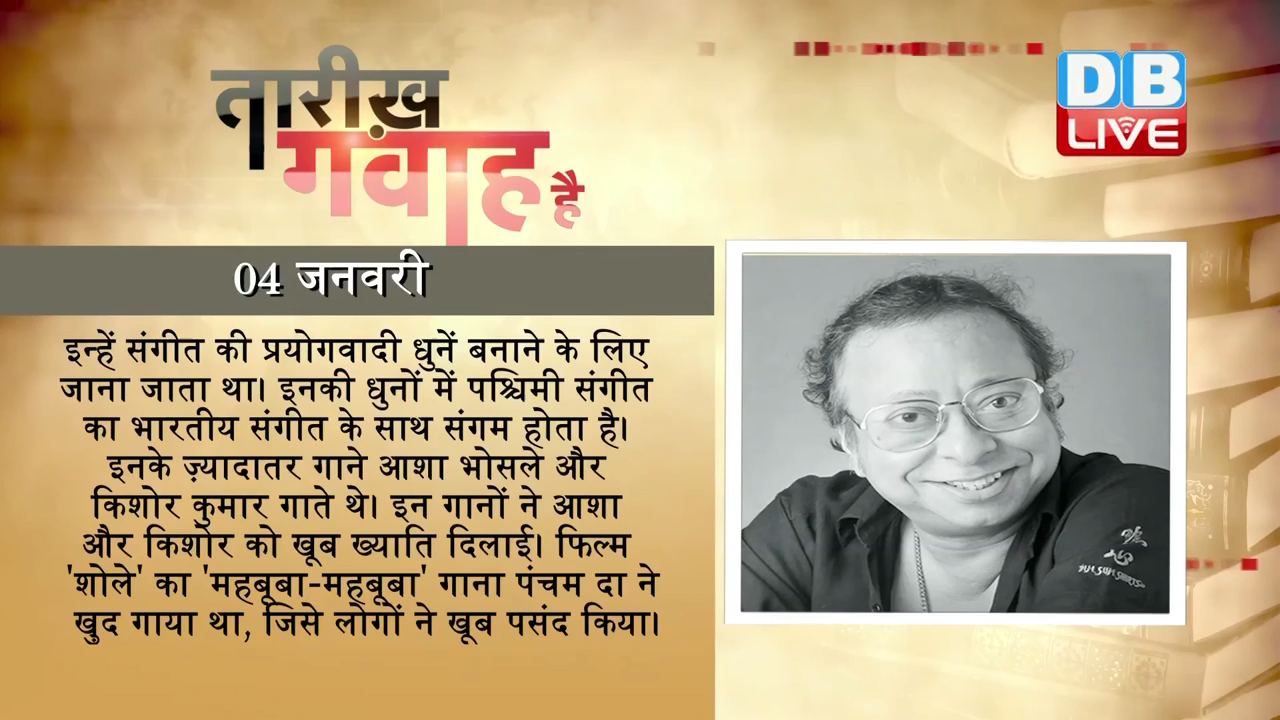 तारीख़
गवाह है
DB
LIVE
04 जनवरी
इन्हें संगीत की प्रयोगवादी धुनें बनाने के लिए
जाना जाता था। इनकी धुनों में पश्चिमी संगीत
का भारतीय संगीत के साथ संगम होता है।
इनके ज़्यादातर गाने आशा भोसले और
किशोर कुमार गाते थे। इन गानों ने आशा
और किशोर को खूब ख्याति दिलाई। फिल्म
'शोले' का 'महबूबा-महबूबा' गाना पंचम दा ने
खुद गाया था, जिसे लोगों ने खूब पसंद किया।